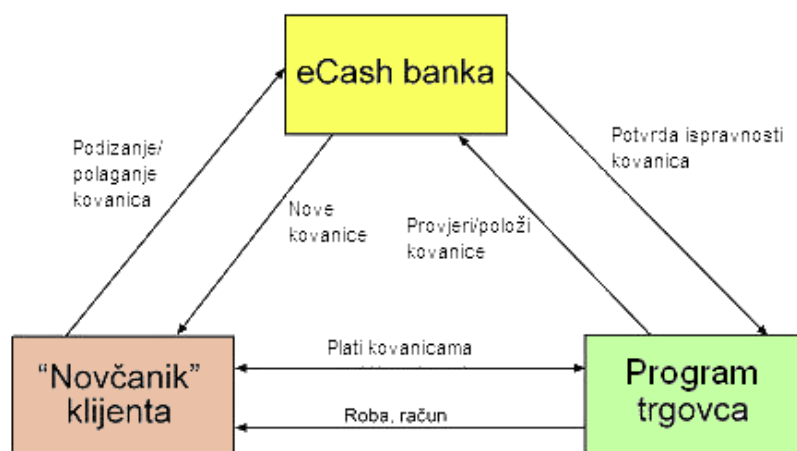 eCash banka
Podizanje/
polaganje
kovanica
Potvrda ispravnosti
kovanica
Nove
kovanice
Provjeri/položi
kovanice
Plati kovanicama
“Novčanik”
klijenta
Program
trgovca
Roba, račun